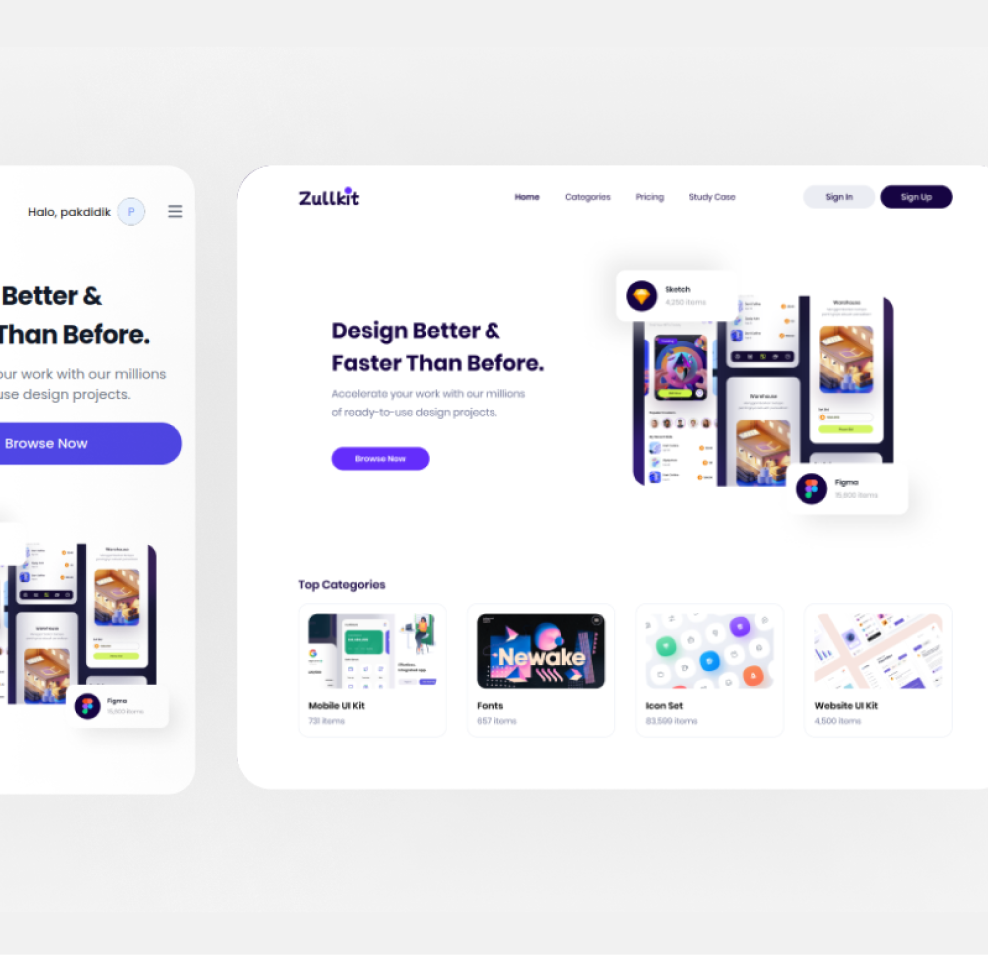 Halo, pakdidik
P
Better &
Than Before.
our work with our millions
use design projects.
Browse Now
Warehouse
Warehouse
Figma
15,800 items
Zullkit
Home
Categories
Pricing
Study Case
Sign In
Sign Up
Design Better &
Faster Than Before.
Accelerate your work with our millions
of ready-to-use design projects.
Browse Now
Sketch
4,250 items
Warehouse
Warehouse
Figma
15,800 items
Top Categories
Newake
Mobile UI Kit
731 items
Fonts
657 items
Icon Set
83,599 items
Website UI Kit
4,500 items